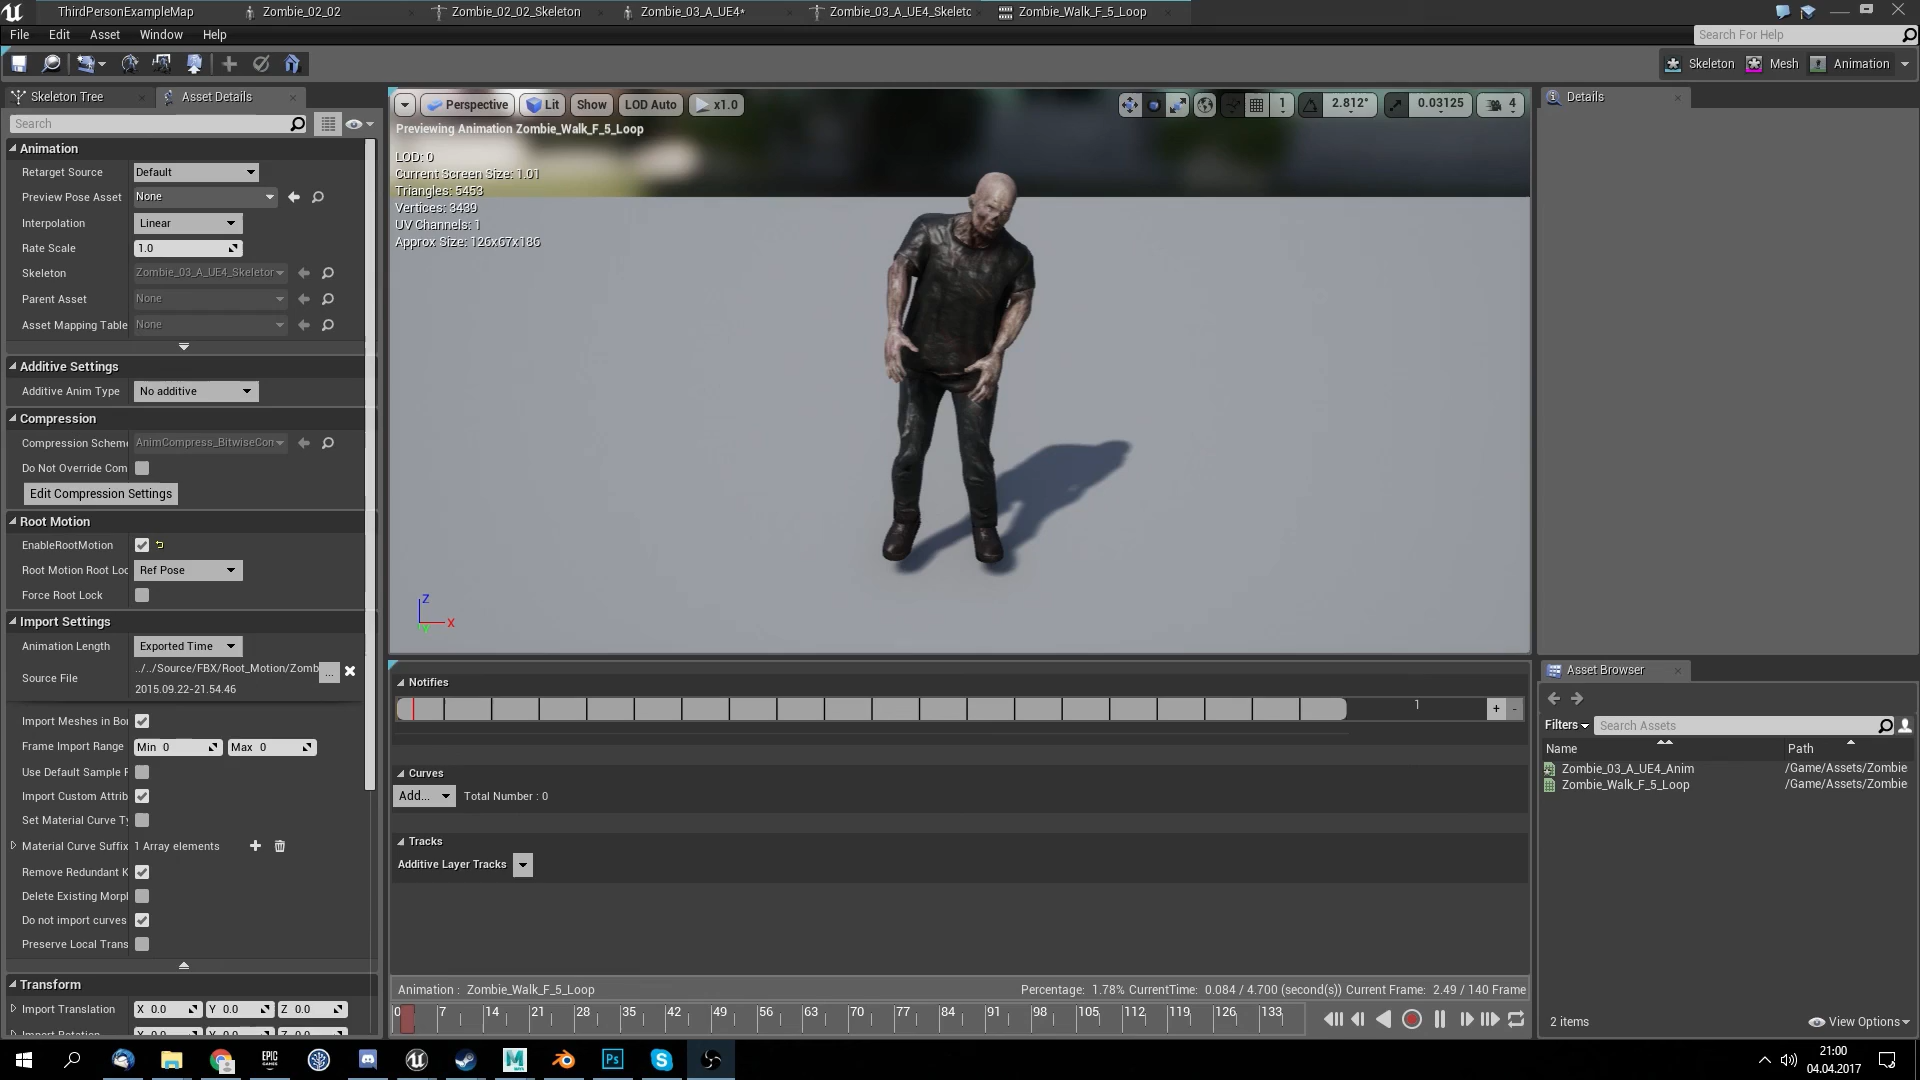 ThirdPersonExampleMap
Zombie_02_02
Zombie_02_02_Skeleton
Zombie_03_A_UE4*
Zombie_03_A_UE4_Skeletc
Zombie_Walk_F_5_Loop
File Edit Asset Window Help
Search For Help
Skeleton Mesh Animation
Skeleton Tree
Asset Details
Search
Animation
Retarget Source Default
Preview Pose Asset None
Interpolation Linear
Rate Scale 1.0
Skeleton Zombie_03_A_UE4_Skeletor
Parent Asset None
Asset Mapping Table None
Additive Settings
Additive Anim Type No additive
Compression
Compression Scheme AnimCompress_BitwiseCon
Do Not Override Com
Edit Compression Settings
Root Motion
EnableRootMotion
Root Motion Root Loc Ref Pose
Force Root Lock
Import Settings
Animation Length Exported Time
Source File ../../Source/FBX/Root_Motion/Zomb ...
2015.09.22-21.54.46
Import Meshes in Bon
Frame Import Range Min 0 Max 0
Use Default Sample R
Import Custom Attrib
Set Material Curve Ty
Material Curve Suffix 1 Array elements
Remove Redundant K
Delete Existing Morpl
Do not import curves
Preserve Local Trans
Transform
Import Translation X 0.0 Y 0.0 Z 0.0
Perspective Lit Show LOD Auto x1.0
1 2.812° 0.03125 4
Previewing Animation Zombie_Walk_F_5_Loop
LOD: 0
Current Screen Size: 1.01
Triangles: 5453
Vertices: 3439
UV Channels: 1
Approx Size: 126x67x186
Z
X
Y
Notifies
1 + -
Curves
Add... Total Number : 0
Tracks
Additive Layer Tracks
Animation : Zombie_Walk_F_5_Loop
Percentage: 1.78% CurrentTime: 0.084 / 4.700 (second(s)) Current Frame: 2.49 / 140 Frame
0 7 14 21 28 35 42 49 56 63 70 77 84 91 98 105 112 119 126 133
Details
Asset Browser
Filters Search Assets
Name Path
Zombie_03_A_UE4_Anim /Game/Assets/Zombie
Zombie_Walk_F_5_Loop /Game/Assets/Zombie
2 items
View Options
EPIC
GAMES
M
Ps
S
21:00
04.04.2017